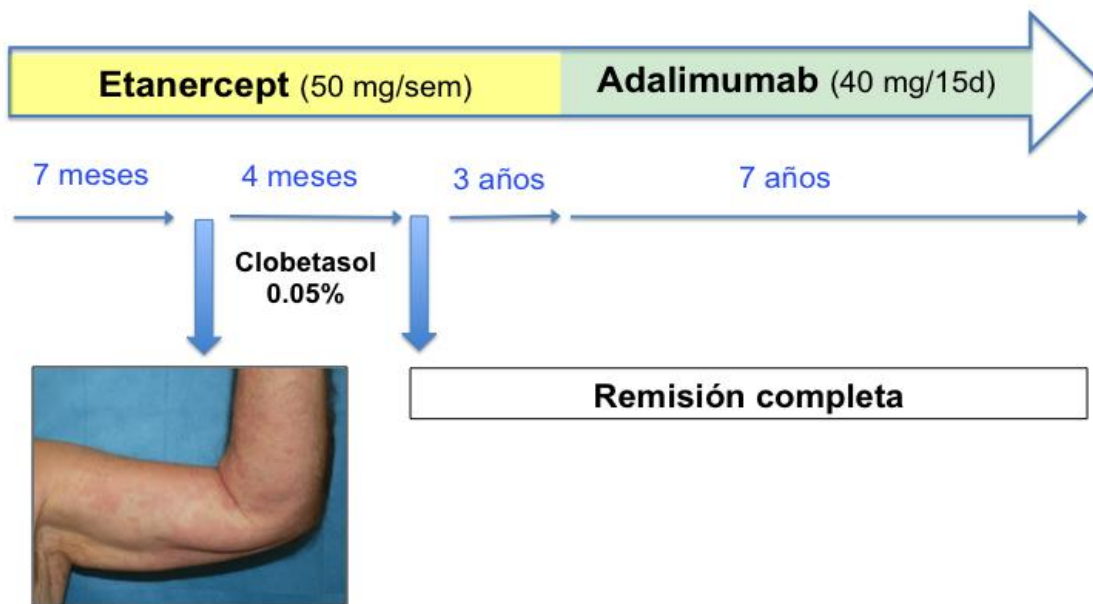 Etanercept (50 mg/sem)
Adalimumab (40 mg/15d)
7 meses
4 meses
3 años
7 años
Clobetasol
0.05%
Remisión completa